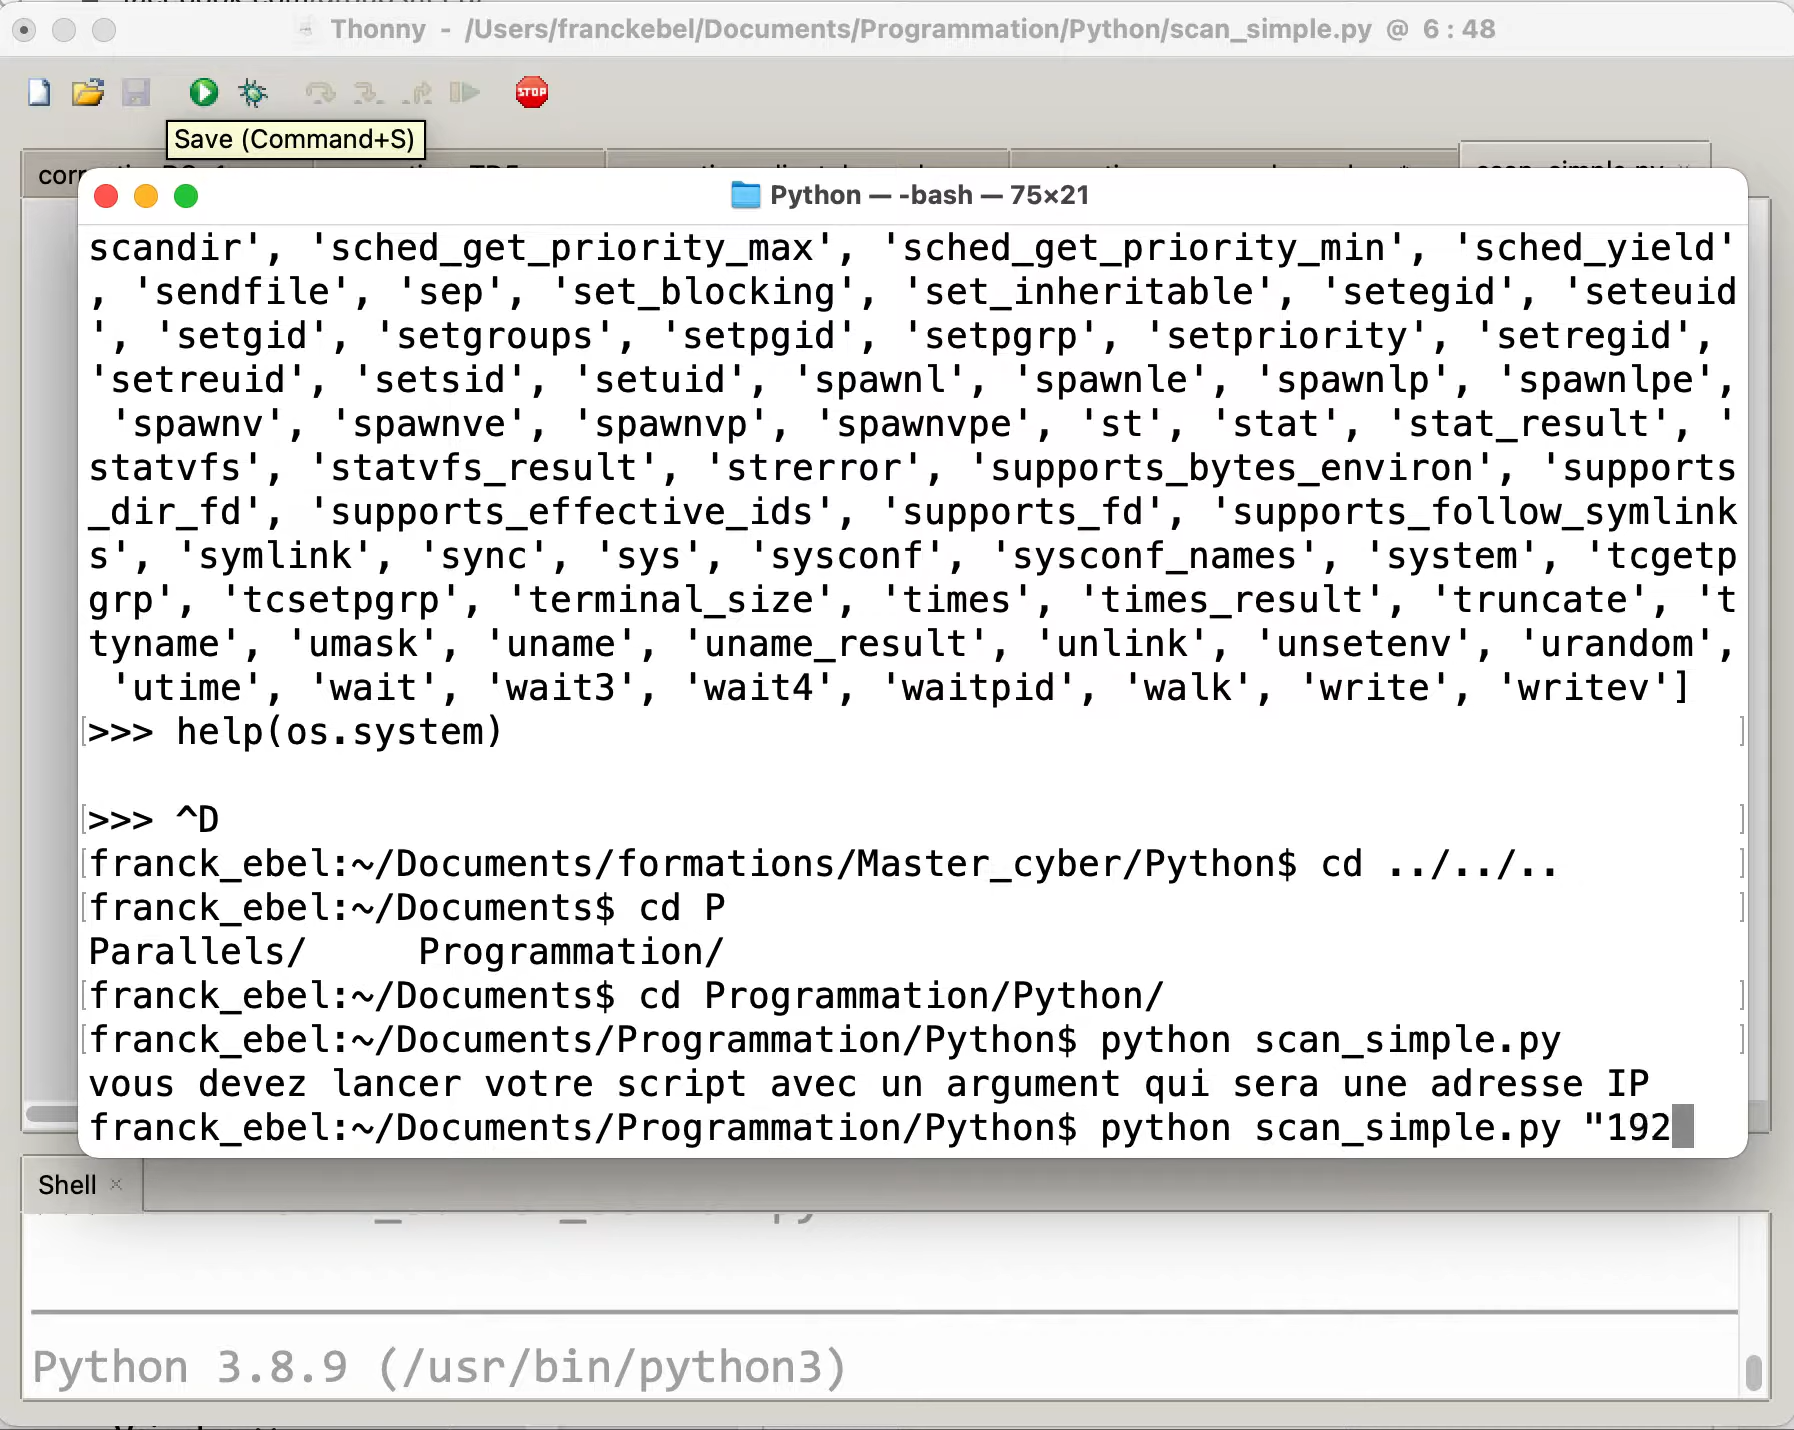 Thonny - /Users/franckebel/Documents/Programmation/Python/scan_simple.py @ 6 : 48
STOP
Save (Command+S)
Python — -bash — 75×21
scandir', 'sched_get_priority_max', 'sched_get_priority_min', 'sched_yield'
, 'sendfile', 'sep', 'set_blocking', 'set_inheritable', 'setegid', 'seteuid
', 'setgid', 'setgroups', 'setpgid', 'setpgrp', 'setpriority', 'setregid',
'setreuid', 'setsid', 'setuid', 'spawnl', 'spawnle', 'spawnlp', 'spawnlpe',
'spawnv', 'spawnve', 'spawnvp', 'spawnvpe', 'st', 'stat', 'stat_result', '
statvfs', 'statvfs_result', 'strerror', 'supports_bytes_environ', 'supports
_dir_fd', 'supports_effective_ids', 'supports_fd', 'supports_follow_symlink
s', 'symlink', 'sync', 'sys', 'sysconf', 'sysconf_names', 'system', 'tcgetp
grp', 'tcsetpgrp', 'terminal_size', 'times', 'times_result', 'truncate', 't
tyname', 'umask', 'uname', 'uname_result', 'unlink', 'unsetenv', 'urandom',
'utime', 'wait', 'wait3', 'wait4', 'waitpid', 'walk', 'write', 'writev']
[>>> help(os.system) ]
[>>> ^D ]
[franck_ebel:~/Documents/formations/Master_cyber/Python$ cd ../../.. ]
[franck_ebel:~/Documents$ cd P ]
Parallels/ Programmation/
[franck_ebel:~/Documents$ cd Programmation/Python/ ]
[franck_ebel:~/Documents/Programmation/Python$ python scan_simple.py ]
vous devez lancer votre script avec un argument qui sera une adresse IP
franck_ebel:~/Documents/Programmation/Python$ python scan_simple.py "192
Shell
Python 3.8.9 (/usr/bin/python3)